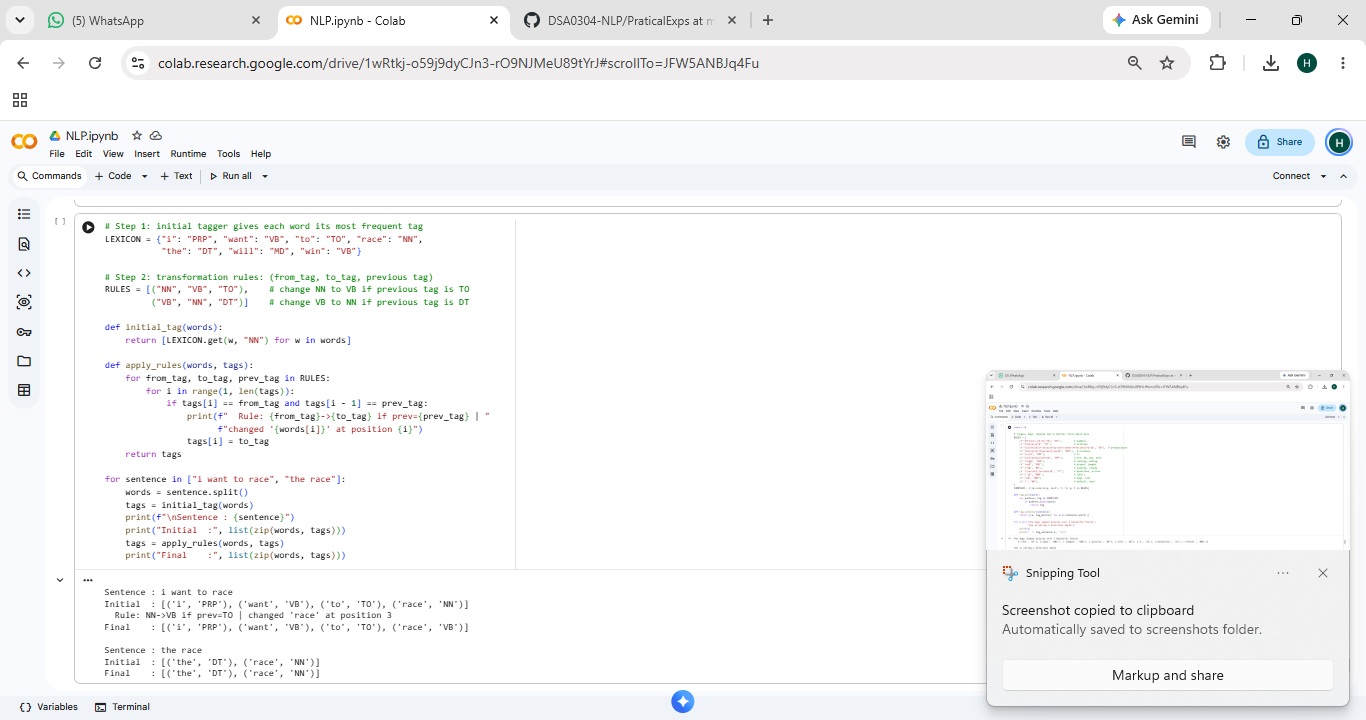 (5) WhatsApp
NLP.ipynb - Colab
DSA0304-NLP/PraticalExps at m
Ask Gemini
colab.research.google.com/drive/1wRtkj-o59j9dyCJn3-rO9NJMeU89tYrJ#scrollTo=JFW5ANBJq4Fu
H
NLP.ipynb
File Edit View Insert Runtime Tools Help
Share
H
Commands + Code + Text Run all
Connect
[ ]
# Step 1: initial tagger gives each word its most frequent tag
LEXICON = {"i": "PRP", "want": "VB", "to": "TO", "race": "NN",
"the": "DT", "will": "MD", "win": "VB"}
# Step 2: transformation rules: (from_tag, to_tag, previous tag)
RULES = [("NN", "VB", "TO"), # change NN to VB if previous tag is TO
("VB", "NN", "DT")] # change VB to NN if previous tag is DT
def initial_tag(words):
return [LEXICON.get(w, "NN") for w in words]
def apply_rules(words, tags):
for from_tag, to_tag, prev_tag in RULES:
for i in range(1, len(tags)):
if tags[i] == from_tag and tags[i - 1] == prev_tag:
print(f" Rule: {from_tag}->{to_tag} if prev={prev_tag} | "
f"changed '{words[i]}' at position {i}")
tags[i] = to_tag
return tags
for sentence in ["i want to race", "the race"]:
words = sentence.split()
tags = initial_tag(words)
print(f"\nSentence : {sentence}")
print("Initial :", list(zip(words, tags)))
tags = apply_rules(words, tags)
print("Final :", list(zip(words, tags)))
Sentence : i want to race
Initial : [('i', 'PRP'), ('want', 'VB'), ('to', 'TO'), ('race', 'NN')]
Rule: NN->VB if prev=TO | changed 'race' at position 3
Final : [('i', 'PRP'), ('want', 'VB'), ('to', 'TO'), ('race', 'VB')]
Sentence : the race
Initial : [('the', 'DT'), ('race', 'NN')]
Final : [('the', 'DT'), ('race', 'NN')]
Snipping Tool
Screenshot copied to clipboard
Automatically saved to screenshots folder.
Markup and share
Variables
Terminal